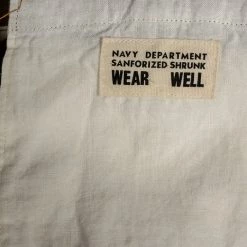 NAVY DEPARTMENT
SANFORIZED SHRUNK
WEAR WELL